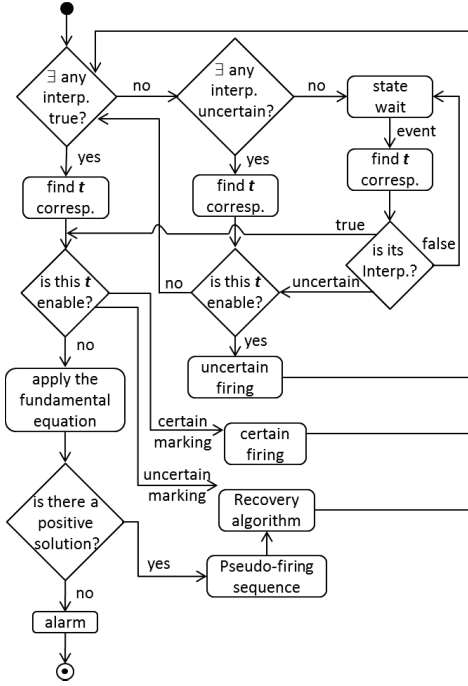 ∃ any
interp.
true?
no
∃ any
interp.
uncertain?
no
state
wait
event
yes
yes
find t
corresp.
find t
corresp.
find t
corresp.
true
is its
Interp.?
false
is this t
enable?
no
is this t
enable?
uncertain
no
yes
uncertain
firing
apply the
fundamental
equation
certain
marking
certain
firing
uncertain
marking
is there a
positive
solution?
Recovery
algorithm
yes
Pseudo-firing
sequence
no
alarm